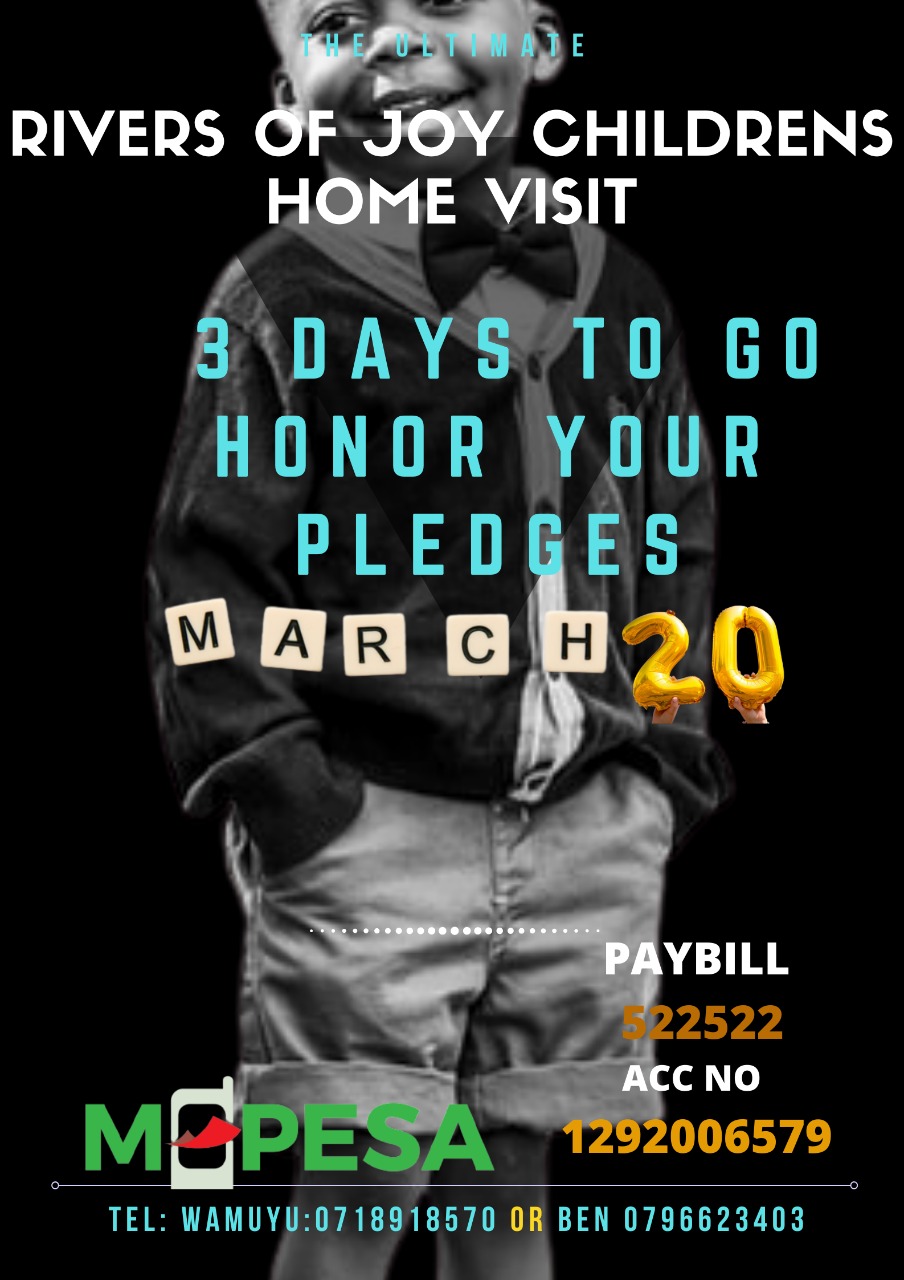 THE ULTIMATE
RIVERS OF JOY CHILDRENS
HOME VISIT
3 DAYS TO GO
HONOR YOUR
PLEDGES
MARCH 20
PAYBILL
522522
ACC NO
1292006579
M PESA
TEL: WAMUYU:0718918570 OR BEN 0796623403